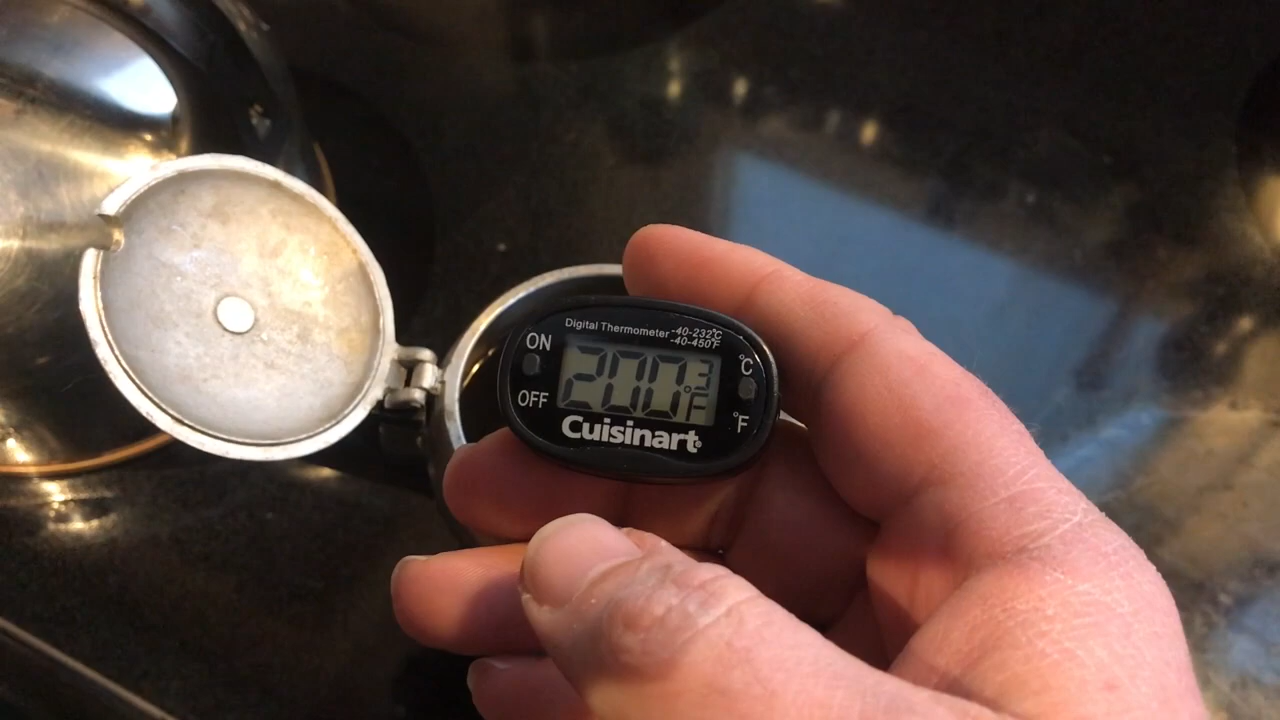 Digital Thermometer -40-232℃
-40-450℉
ON
OFF
200.3
°F
°C
°F
Cuisinart®